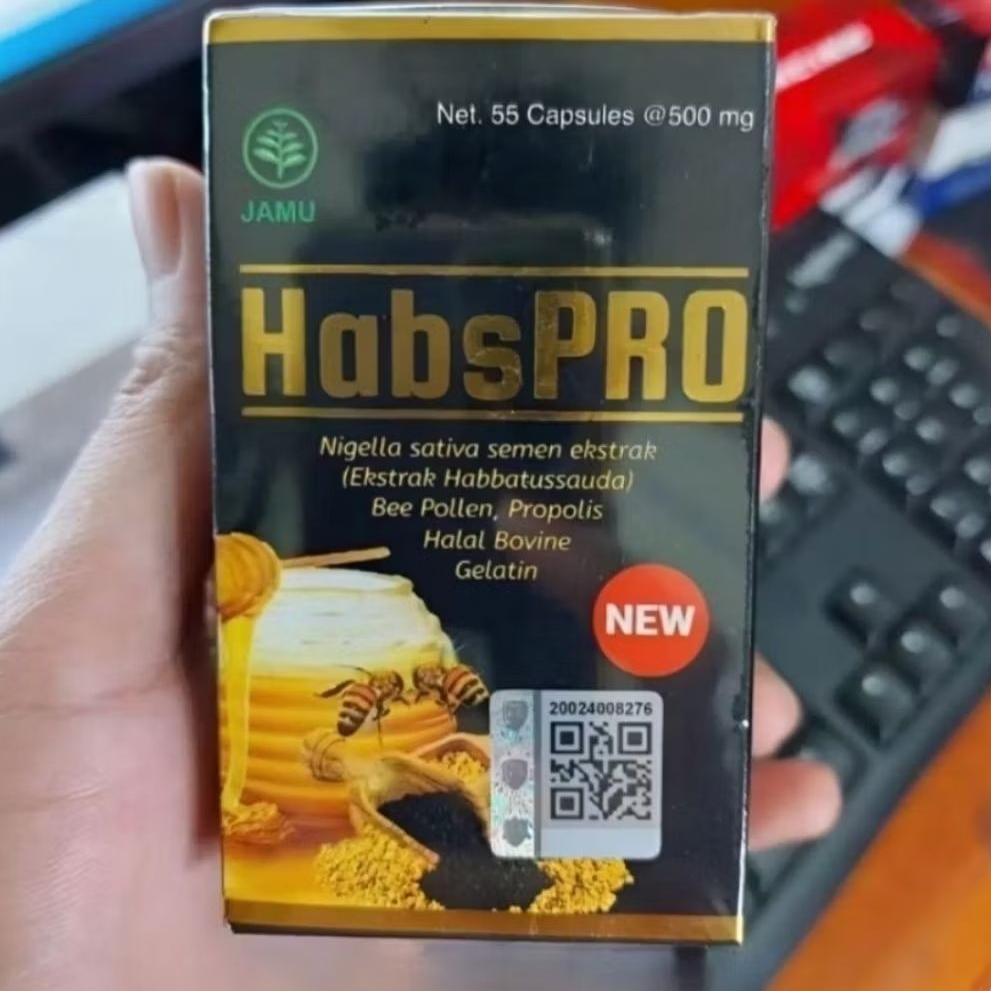 Net. 55 Capsules @500 mg
JAMU
HabsPRO
Nigella sativa semen ekstrak
(Ekstrak Habbatussauda)
Bee Pollen, Propolis
Halal Bovine
Gelatin
NEW
20024008276